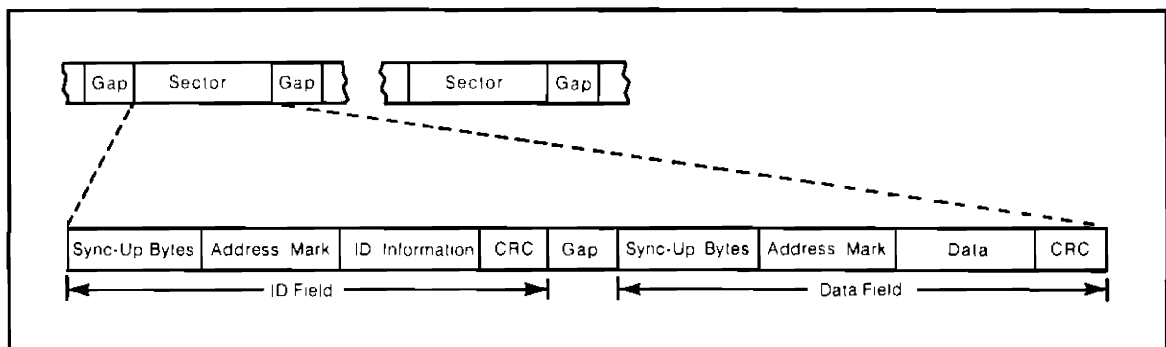 Gap Sector Gap Sector Gap
Sync-Up Bytes Address Mark ID Information CRC Gap Sync-Up Bytes Address Mark Data CRC
ID Field Data Field